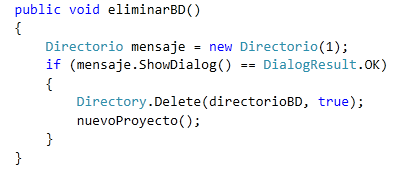 public void eliminarBD()
{
    Directorio mensaje = new Directorio(1);
    if (mensaje.ShowDialog() == DialogResult.OK)
    {
        Directory.Delete(directorioBD, true);
        nuevoProyecto();
    }
}